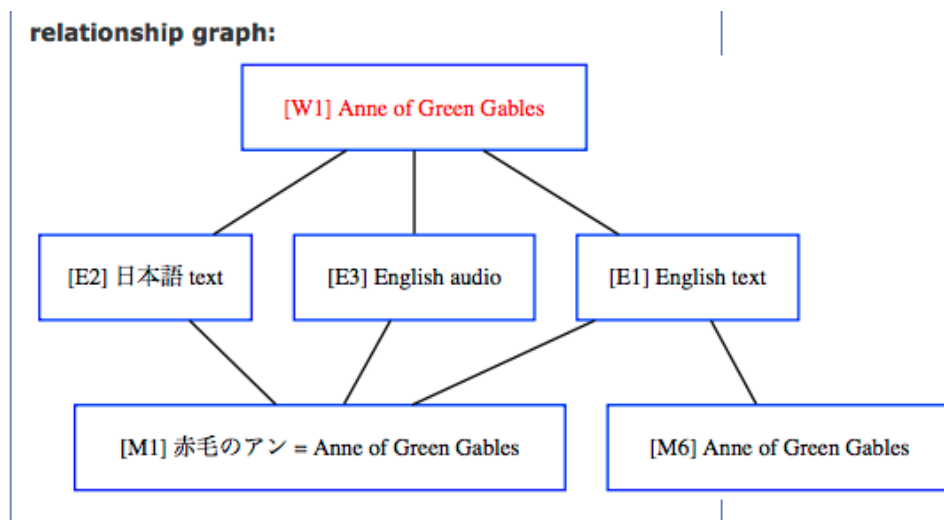 relationship graph:
[W1] Anne of Green Gables
[E2] 日本語 text
[E3] English audio
[E1] English text
[M1] 赤毛のアン = Anne of Green Gables
[M6] Anne of Green Gables